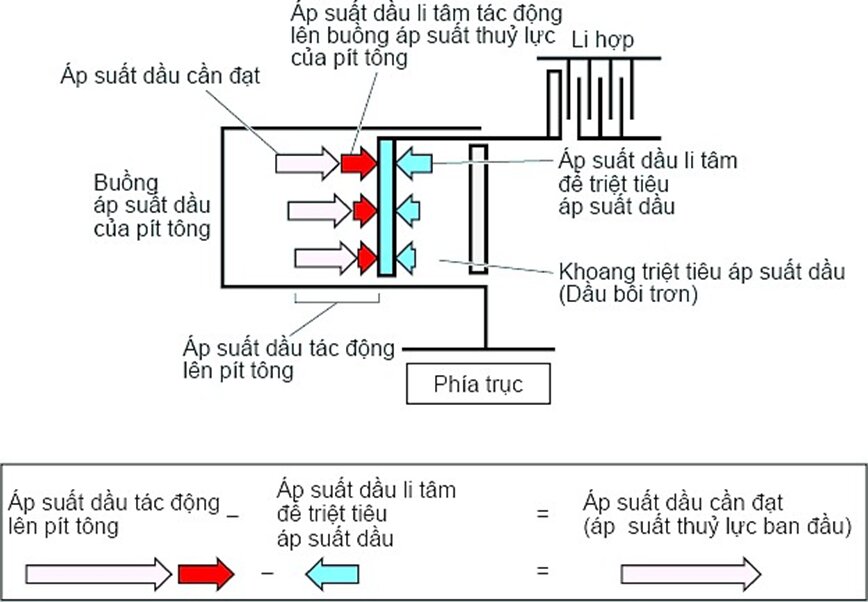 Áp suất dầu li tâm tác động
lên buồng áp suất thuỷ lực
của pít tông
Li hợp
Áp suất dầu cần đạt
Buồng
áp suất dầu
của pít tông
Áp suất dầu li tâm
để triệt tiêu
áp suất dầu
Khoang triệt tiêu áp suất dầu
(Dầu bôi trơn)
Áp suất dầu tác động
lên pít tông
Phía trục
Áp suất dầu tác động
lên pít tông
–
Áp suất dầu li tâm
để triệt tiêu
áp suất dầu
=
Áp suất dầu cần đạt
(áp suất thuỷ lực ban đầu)
– =